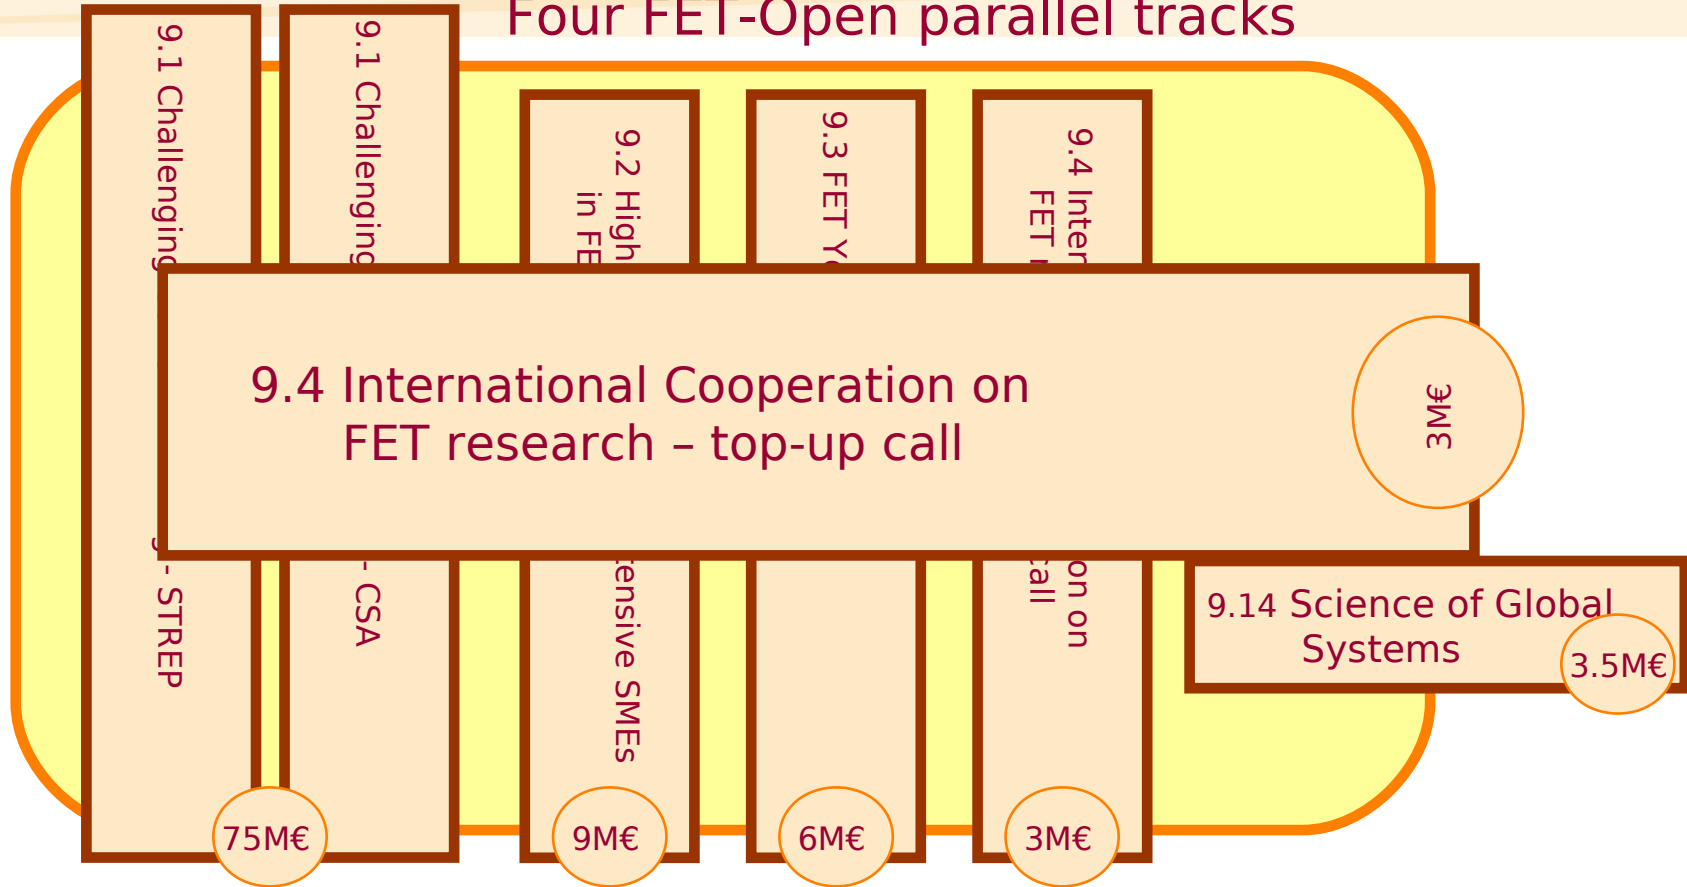 Four FET-Open parallel tracks
9.1 Challenging
- STREP
9.1 Challenging
- CSA
9.2 High
in FE
ensive SMEs
9.3 FET Yo
9.4 Inter
FET
on on
call
9.4 International Cooperation on
FET research – top-up call
3M€
9.14 Science of Global
Systems
3.5M€
75M€
9M€
6M€
3M€